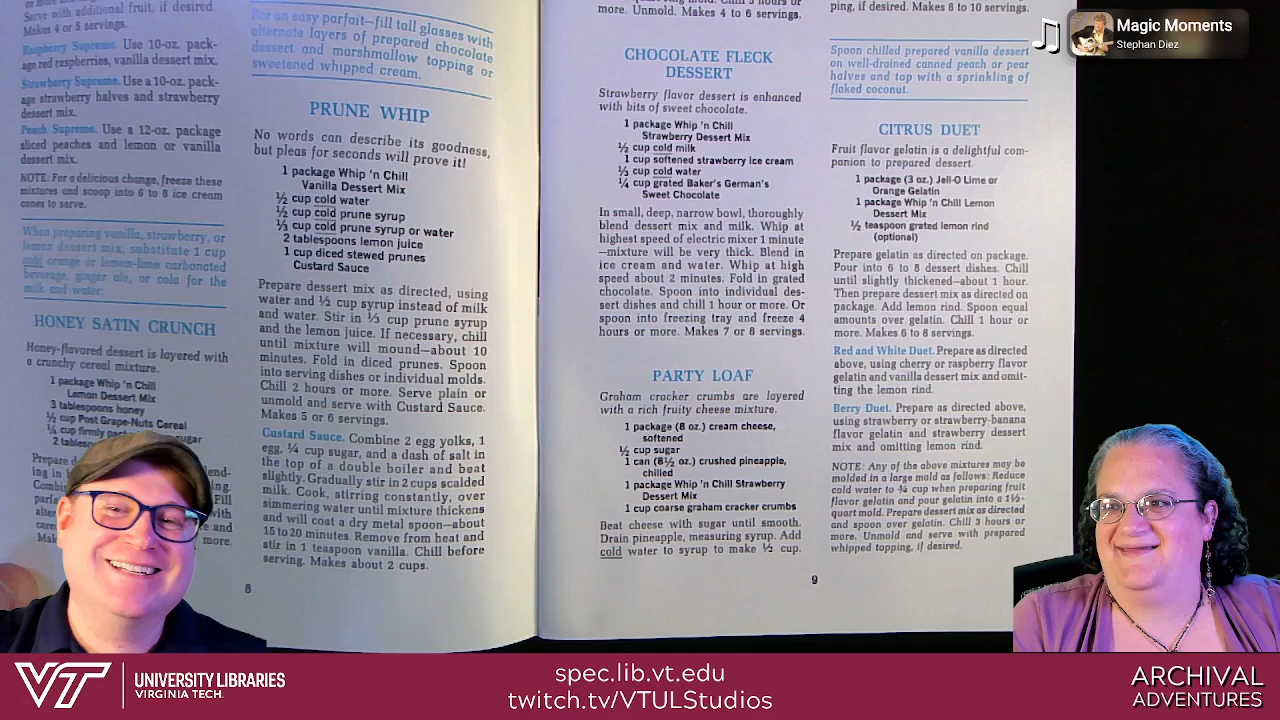 or more.
Serve with additional fruit, if desired.
Makes 4 or 5 servings.
Raspberry Supreme. Use 10-oz. pack-
age red raspberries, vanilla dessert mix.
Strawberry Supreme. Use a 10-oz. pack-
age strawberry halves and strawberry
dessert mix.
Peach Supreme. Use a 12-oz. package
sliced peaches and lemon or vanilla
dessert mix.
NOTE: For a delicious change, freeze these
mixtures and scoop into 6 to 8 ice cream
cones to serve.
When preparing vanilla, strawberry, or
lemon dessert mix, substitute 1 cup
cold orange or lemon-lime carbonated
beverage, ginger ale, or cola for the
milk and water.
HONEY SATIN CRUNCH
Honey-flavored dessert is layered with
a crunchy cereal mixture.
1 package Whip 'n Chill
Lemon Dessert Mix
3 tablespoons honey
½ cup Post Grape-Nuts Cereal
¼ cup firmly sugar
2
Prepare
ing in
Combin
Fill
with
and
more.
For an easy parfait—fill tall glasses with
alternate layers of prepared chocolate
dessert and marshmallow topping or
sweetened whipped cream.
PRUNE WHIP
No words can describe its goodness,
but pleas for seconds will prove it!
1 package Whip 'n Chill
Vanilla Dessert Mix
½ cup cold water
½ cup cold prune syrup
⅓ cup cold prune syrup or water
2 tablespoons lemon juice
1 cup diced stewed prunes
Custard Sauce
Prepare dessert mix as directed, using
water and ½ cup syrup instead of milk
and water. Stir in ⅓ cup prune syrup
and the lemon juice. If necessary, chill
until mixture will mound—about 10
minutes. Fold in diced prunes. Spoon
into serving dishes or individual molds.
Chill 2 hours or more. Serve plain or
unmold and serve with Custard Sauce.
Makes 5 or 6 servings.
Custard Sauce. Combine 2 egg yolks, 1
egg, ¼ cup sugar, and a dash of salt in
the top of a double boiler and beat
slightly. Gradually stir in 2 cups scalded
milk. Cook, stirring constantly, over
simmering water until mixture thickens
and will coat a dry metal spoon—about
15 to 20 minutes. Remove from heat and
stir in 1 teaspoon vanilla. Chill before
serving. Makes about 2 cups.
8
more. Unmold. Makes 4 to 6 servings.
CHOCOLATE FLECK
DESSERT
Strawberry flavor dessert is enhanced
with bits of sweet chocolate.
1 package Whip 'n Chill
Strawberry Dessert Mix
½ cup cold milk
1 cup softened strawberry ice cream
⅓ cup cold water
¼ cup grated Baker's German's
Sweet Chocolate
In small, deep, narrow bowl, thoroughly
blend dessert mix and milk. Whip at
highest speed of electric mixer 1 minute
—mixture will be very thick. Blend in
ice cream and water. Whip at high
speed about 2 minutes. Fold in grated
chocolate. Spoon into individual des-
sert dishes and chill 1 hour or more. Or
spoon into freezing tray and freeze 4
hours or more. Makes 7 or 8 servings.
PARTY LOAF
Graham cracker crumbs are layered
with a rich fruity cheese mixture.
1 package (8 oz.) cream cheese,
softened
½ cup sugar
1 can (8½ oz.) crushed pineapple,
chilled
1 package Whip 'n Chill Strawberry
Dessert Mix
1 cup coarse graham cracker crumbs
Beat cheese with sugar until smooth.
Drain pineapple, measuring syrup. Add
cold water to syrup to make ½ cup.
9
ping, if desired. Makes 8 to 10 servings.
Spoon chilled prepared vanilla dessert
on well-drained canned peach or pear
halves and top with a sprinkling of
flaked coconut.
CITRUS DUET
Fruit flavor gelatin is a delightful com-
panion to prepared dessert.
1 package (3 oz.) Jell-O Lime or
Orange Gelatin
1 package Whip 'n Chill Lemon
Dessert Mix
½ teaspoon grated lemon rind
(optional)
Prepare gelatin as directed on package.
Pour into 6 to 8 dessert dishes. Chill
until slightly thickened—about 1 hour.
Then prepare dessert mix as directed on
package. Add lemon rind. Spoon equal
amounts over gelatin. Chill 1 hour or
more. Makes 6 to 8 servings.
Red and White Duet. Prepare as directed
above, using cherry or raspberry flavor
gelatin and vanilla dessert mix and omit-
ting the lemon rind.
Berry Duet. Prepare as directed above,
using strawberry or strawberry-banana
flavor gelatin and strawberry dessert
mix and omitting lemon rind.
NOTE: Any of the above mixtures may be
molded in a large mold as follows: Reduce
cold water to ¾ cup when preparing fruit
flavor gelatin and pour gelatin into a 1½-
quart mold. Prepare dessert mix as directed
and spoon over gelatin. Chill 3 hours or
more. Unmold and serve with prepared
whipped topping, if desired.
Magic Moments
Stephan Diez
VT
UNIVERSITY LIBRARIES
VIRGINIA TECH
spec.lib.vt.edu
twitch.tv/VTULStudios
ARCHIVAL
ADVENTURES